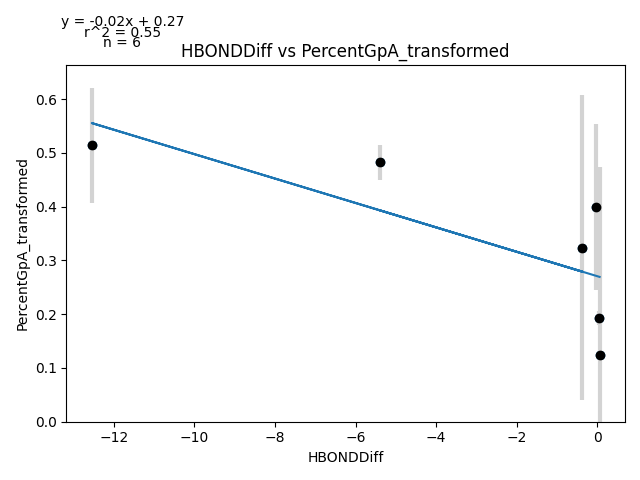 y = -0.02x + 0.27
r^2 = 0.55
n = 6
HBONDDiff vs PercentGpA_transformed
PercentGpA_transformed
0.6
0.5
0.4
0.3
0.2
0.1
0.0
−12
−10
−8
−6
−4
−2
0
HBONDDiff